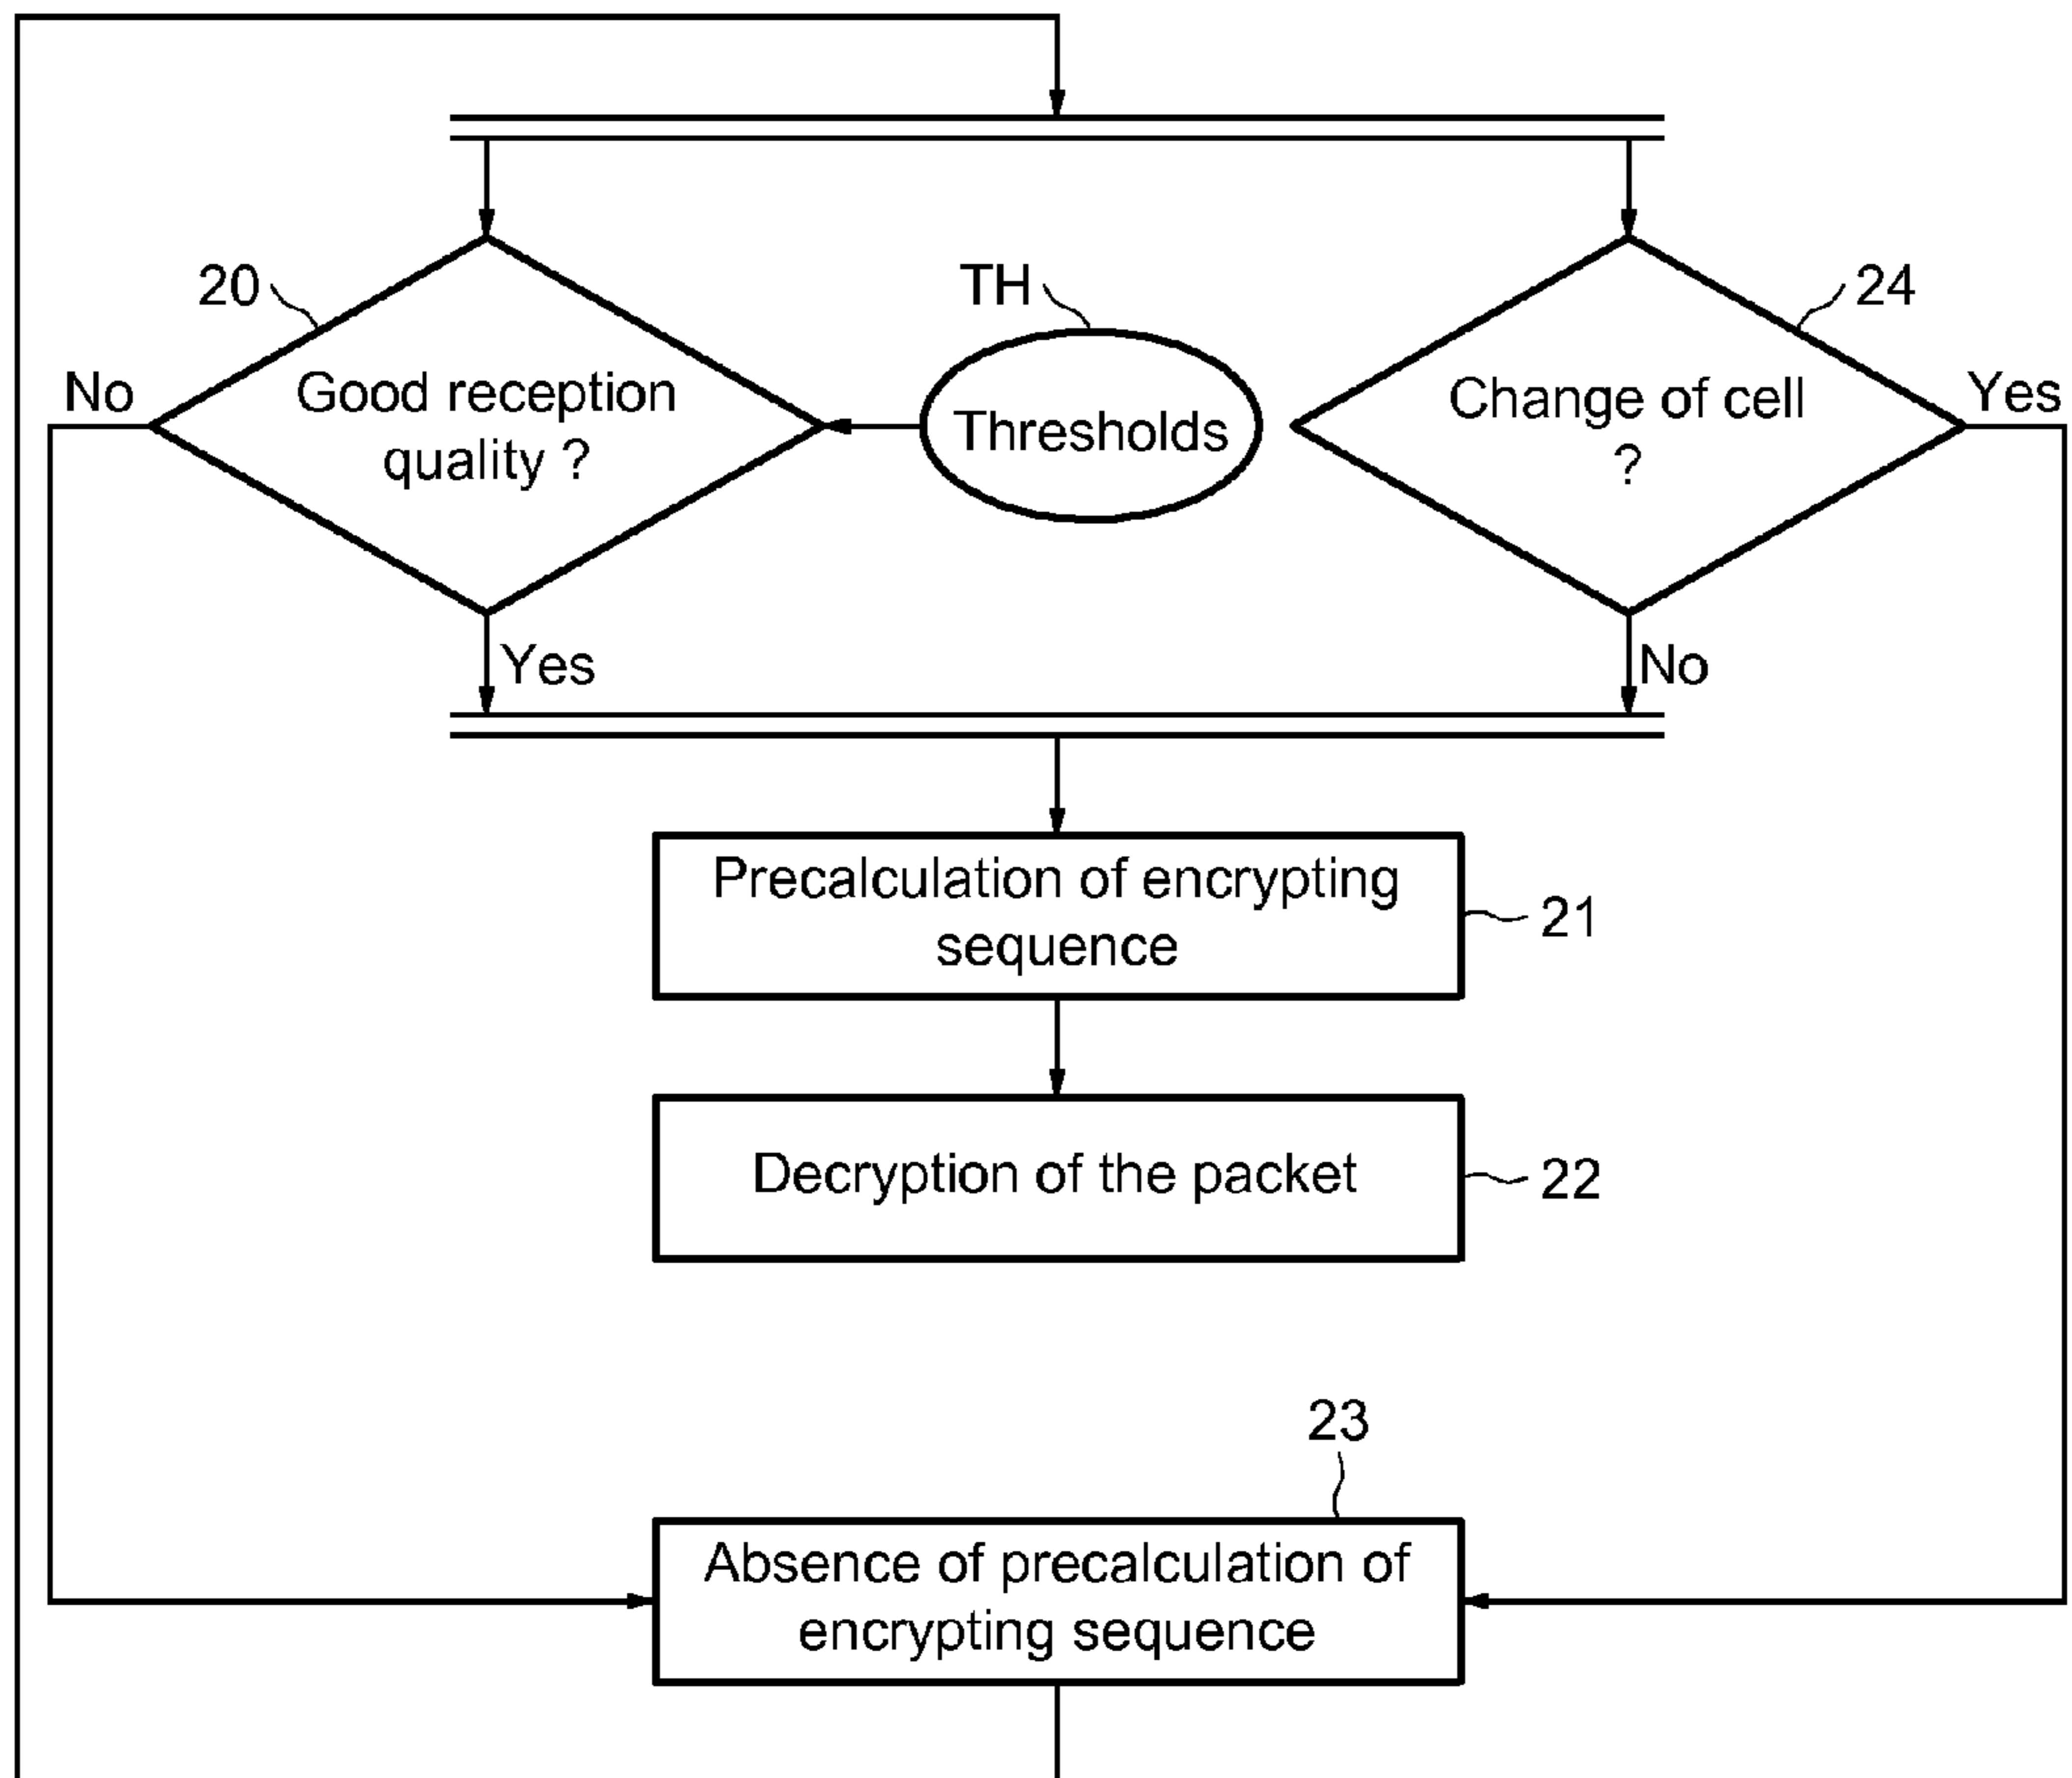 20
TH
24
No
Good reception
quality ?
Thresholds
Change of cell
?
Yes
Yes
No
Precalculation of encrypting
sequence
21
Decryption of the packet
22
23
Absence of precalculation of
encrypting sequence